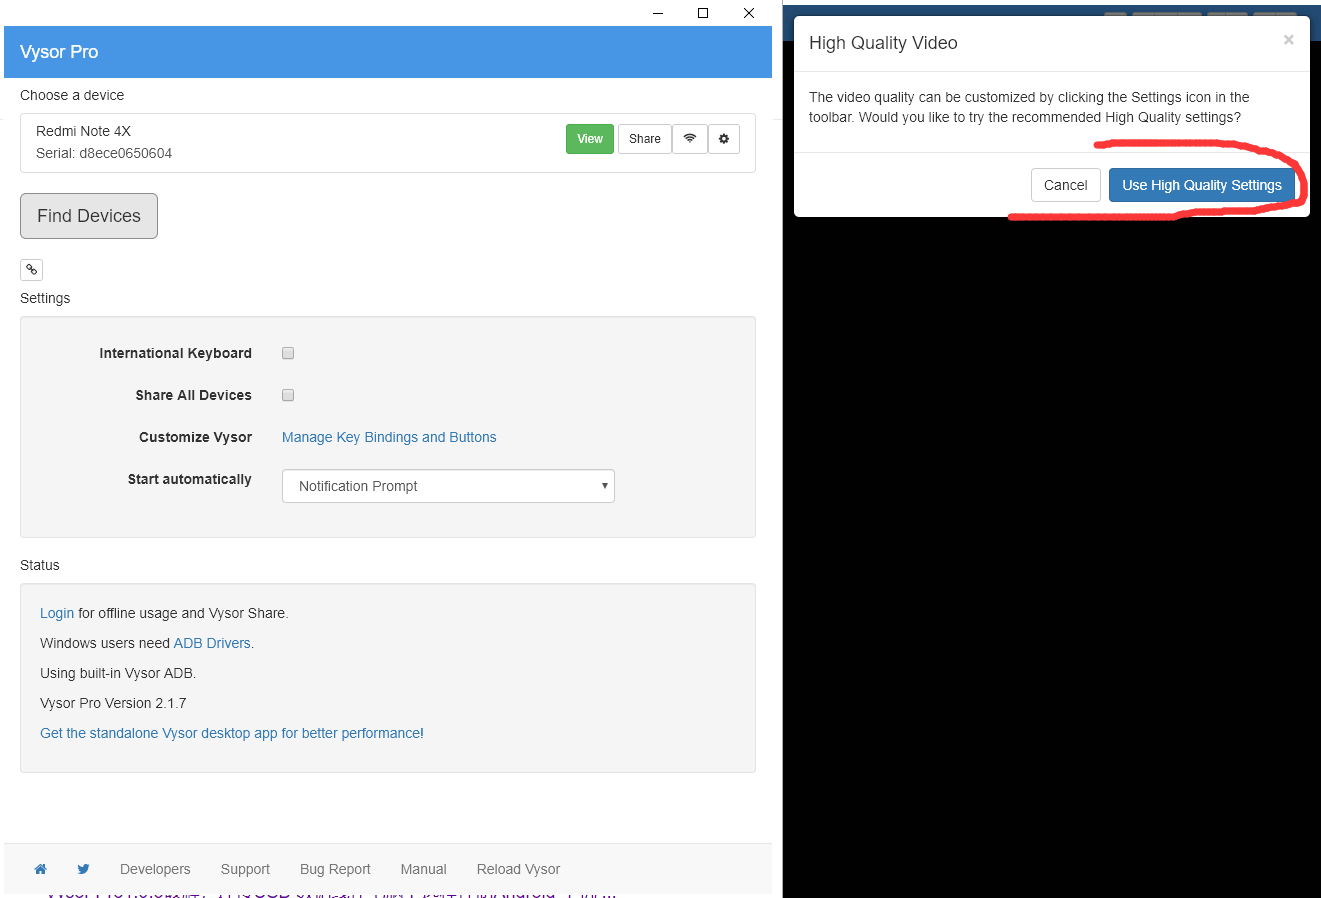 Vysor Pro
Choose a device
Redmi Note 4X
Serial: d8ece0650604
View
Share
Find Devices
Settings
International Keyboard
Share All Devices
Customize Vysor
Manage Key Bindings and Buttons
Start automatically
Notification Prompt
Status
Login for offline usage and Vysor Share.
Windows users need ADB Drivers.
Using built-in Vysor ADB.
Vysor Pro Version 2.1.7
Get the standalone Vysor desktop app for better performance!
Developers
Support
Bug Report
Manual
Reload Vysor
High Quality Video
×
The video quality can be customized by clicking the Settings icon in the
toolbar. Would you like to try the recommended High Quality settings?
Cancel
Use High Quality Settings